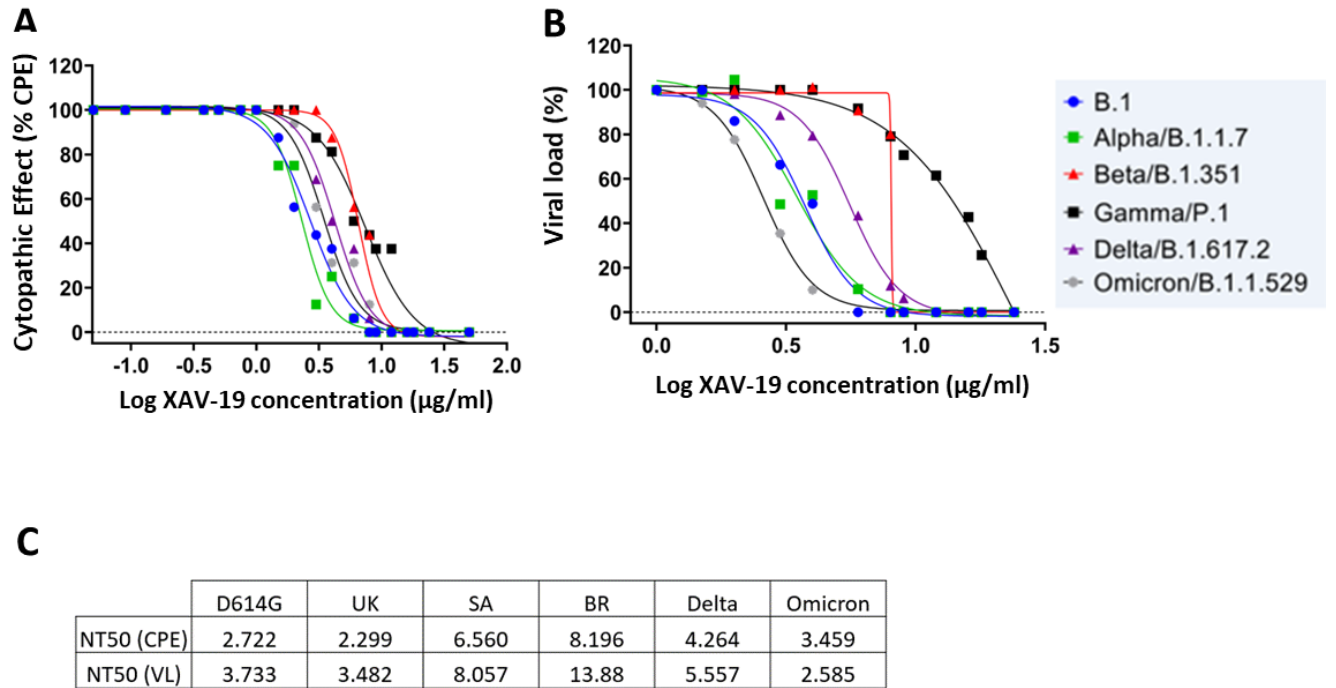 A
Cytopathic Effect (% CPE)
120
100
80
60
40
20
0
-1.0 -0.5 0.0 0.5 1.0 1.5 2.0
Log XAV-19 concentration (µg/ml)
B
Viral load (%)
120
100
80
60
40
20
0
0.0 0.5 1.0 1.5
Log XAV-19 concentration (µg/ml)
B.1
Alpha/B.1.1.7
Beta/B.1.351
Gamma/P.1
Delta/B.1.617.2
Omicron/B.1.1.529
C
D614G UK SA BR Delta Omicron
NT50 (CPE) 2.722 2.299 6.560 8.196 4.264 3.459
NT50 (VL) 3.733 3.482 8.057 13.88 5.557 2.585